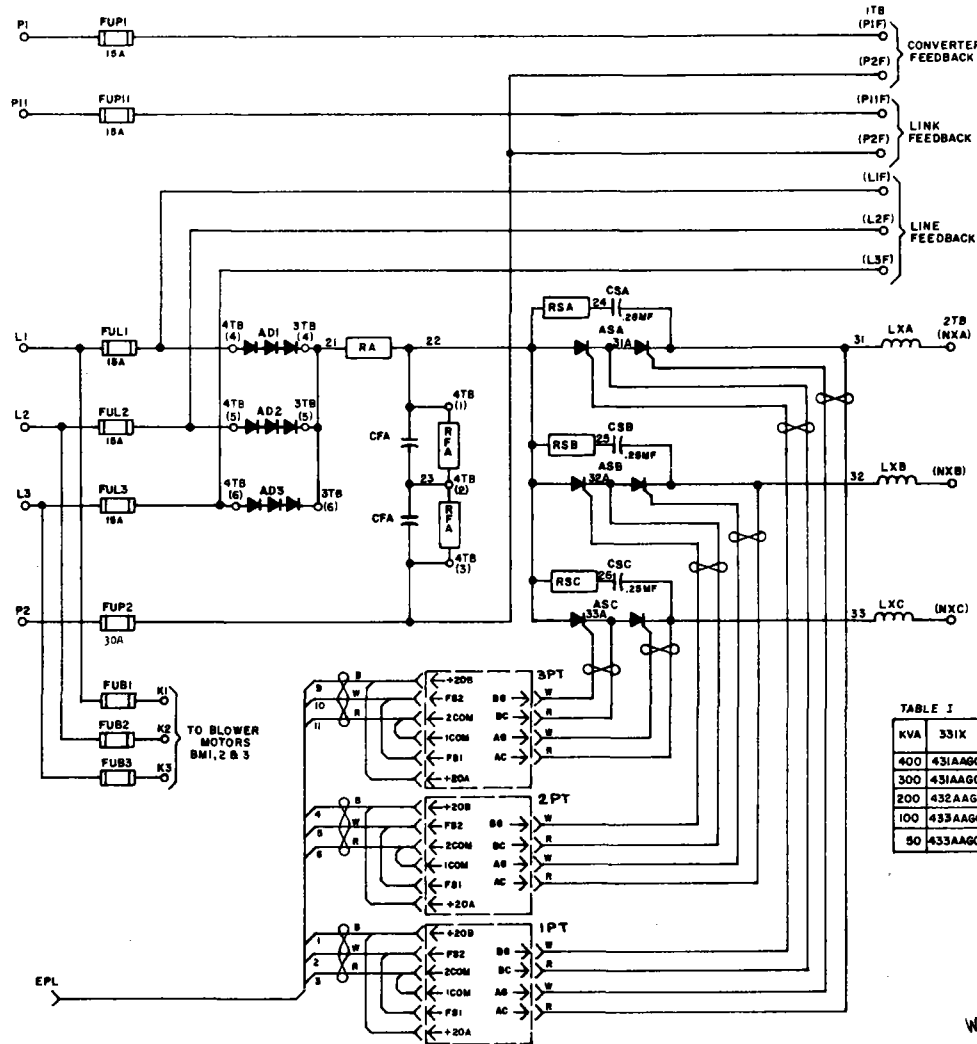 P1
FUP1
15A
1TB
(P1F)
(P2F)
CONVERTER
FEEDBACK
P11
FUP11
15A
(P11F)
(P2F)
LINK
FEEDBACK
(L1F)
(L2F)
(L3F)
LINE
FEEDBACK
L1
FUL1
15A
4TB
(4)
AD1
3TB
(4)
21
RA
22
RSA
24
CSA
.25MF
ASA
31A
31
LXA
2TB
(NXA)
L2
FUL2
15A
4TB
(5)
AD2
3TB
(5)
4TB
(1)
CFA
RFA
RSB
25
CSB
.25MF
ASB
32A
32
LXB
(NXB)
L3
FUL3
15A
4TB
(6)
AD3
3TB
(6)
23
4TB
(2)
CFA
RFA
4TB
(3)
RSC
26
CSC
.25MF
ASC
33A
33
LXC
(NXC)
P2
FUP2
30A
FUB1
K1
FUB2
K2
FUB3
K3
TO BLOWER
MOTORS
BM1, 2 & 3
3PT
9 B +20B
10 W FS2 BG W
11 R 2COM BC R
1COM AG W
FS1 AC R
+20A
TABLE I
KVA 331X
400 431AAG
300 431AAG
200 432AAG
100 433AAG
50 433AAG
2PT
4 B +20B
5 W FS2 BG W
6 R 2COM BC R
1COM AG W
FS1 AC R
+20A
1PT
1 B +20B
2 W FS2 BG W
3 R 2COM BC R
1COM AG W
FS1 AC R
+20A
EPL
W